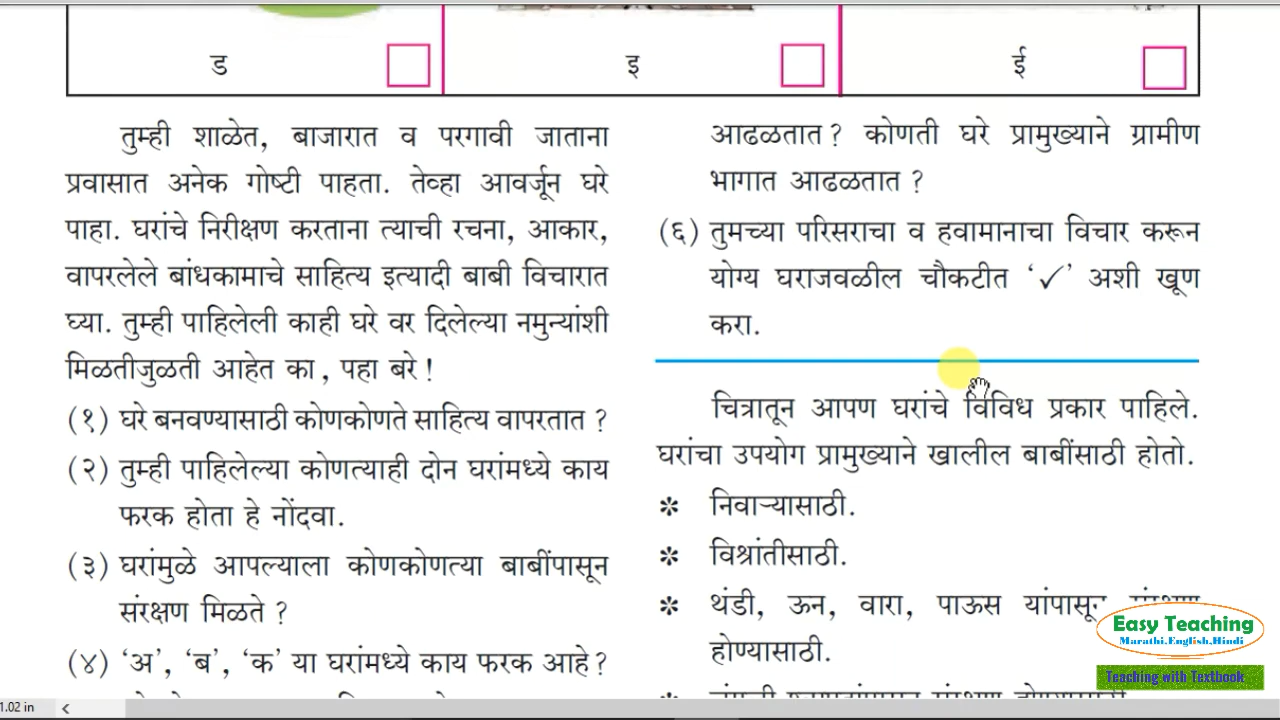 ड
इ
ई
तुम्ही शाळेत, बाजारात व परगावी जाताना
प्रवासात अनेक गोष्टी पाहता. तेव्हा आवर्जून घरे
पाहा. घरांचे निरीक्षण करताना त्याची रचना, आकार,
वापरलेले बांधकामाचे साहित्य इत्यादी बाबी विचारात
घ्या. तुम्ही पाहिलेली काही घरे वर दिलेल्या नमुन्यांशी
मिळतीजुळती आहेत का, पहा बरे!
(१) घरे बनवण्यासाठी कोणकोणते साहित्य वापरतात ?
(२) तुम्ही पाहिलेल्या कोणत्याही दोन घरांमध्ये काय
फरक होता हे नोंदवा.
(३) घरांमुळे आपल्याला कोणकोणत्या बाबींपासून
संरक्षण मिळते ?
(४) ‘अ’, ‘ब’, ‘क’ या घरांमध्ये काय फरक आहे?
आढळतात ? कोणती घरे प्रामुख्याने ग्रामीण
भागात आढळतात ?
(६) तुमच्या परिसराचा व हवामानाचा विचार करून
योग्य घराजवळील चौकटीत ‘✓’ अशी खूण
करा.
चित्रातून आपण घरांचे विविध प्रकार पाहिले.
घरांचा उपयोग प्रामुख्याने खालील बाबींसाठी होतो.
✼ निवाऱ्यासाठी.
✼ विश्रांतीसाठी.
✼ थंडी, ऊन, वारा, पाऊस यांपासून
होण्यासाठी.
Easy Teaching
Marathi.English.Hindi
Teaching with Textbook
1.02 in